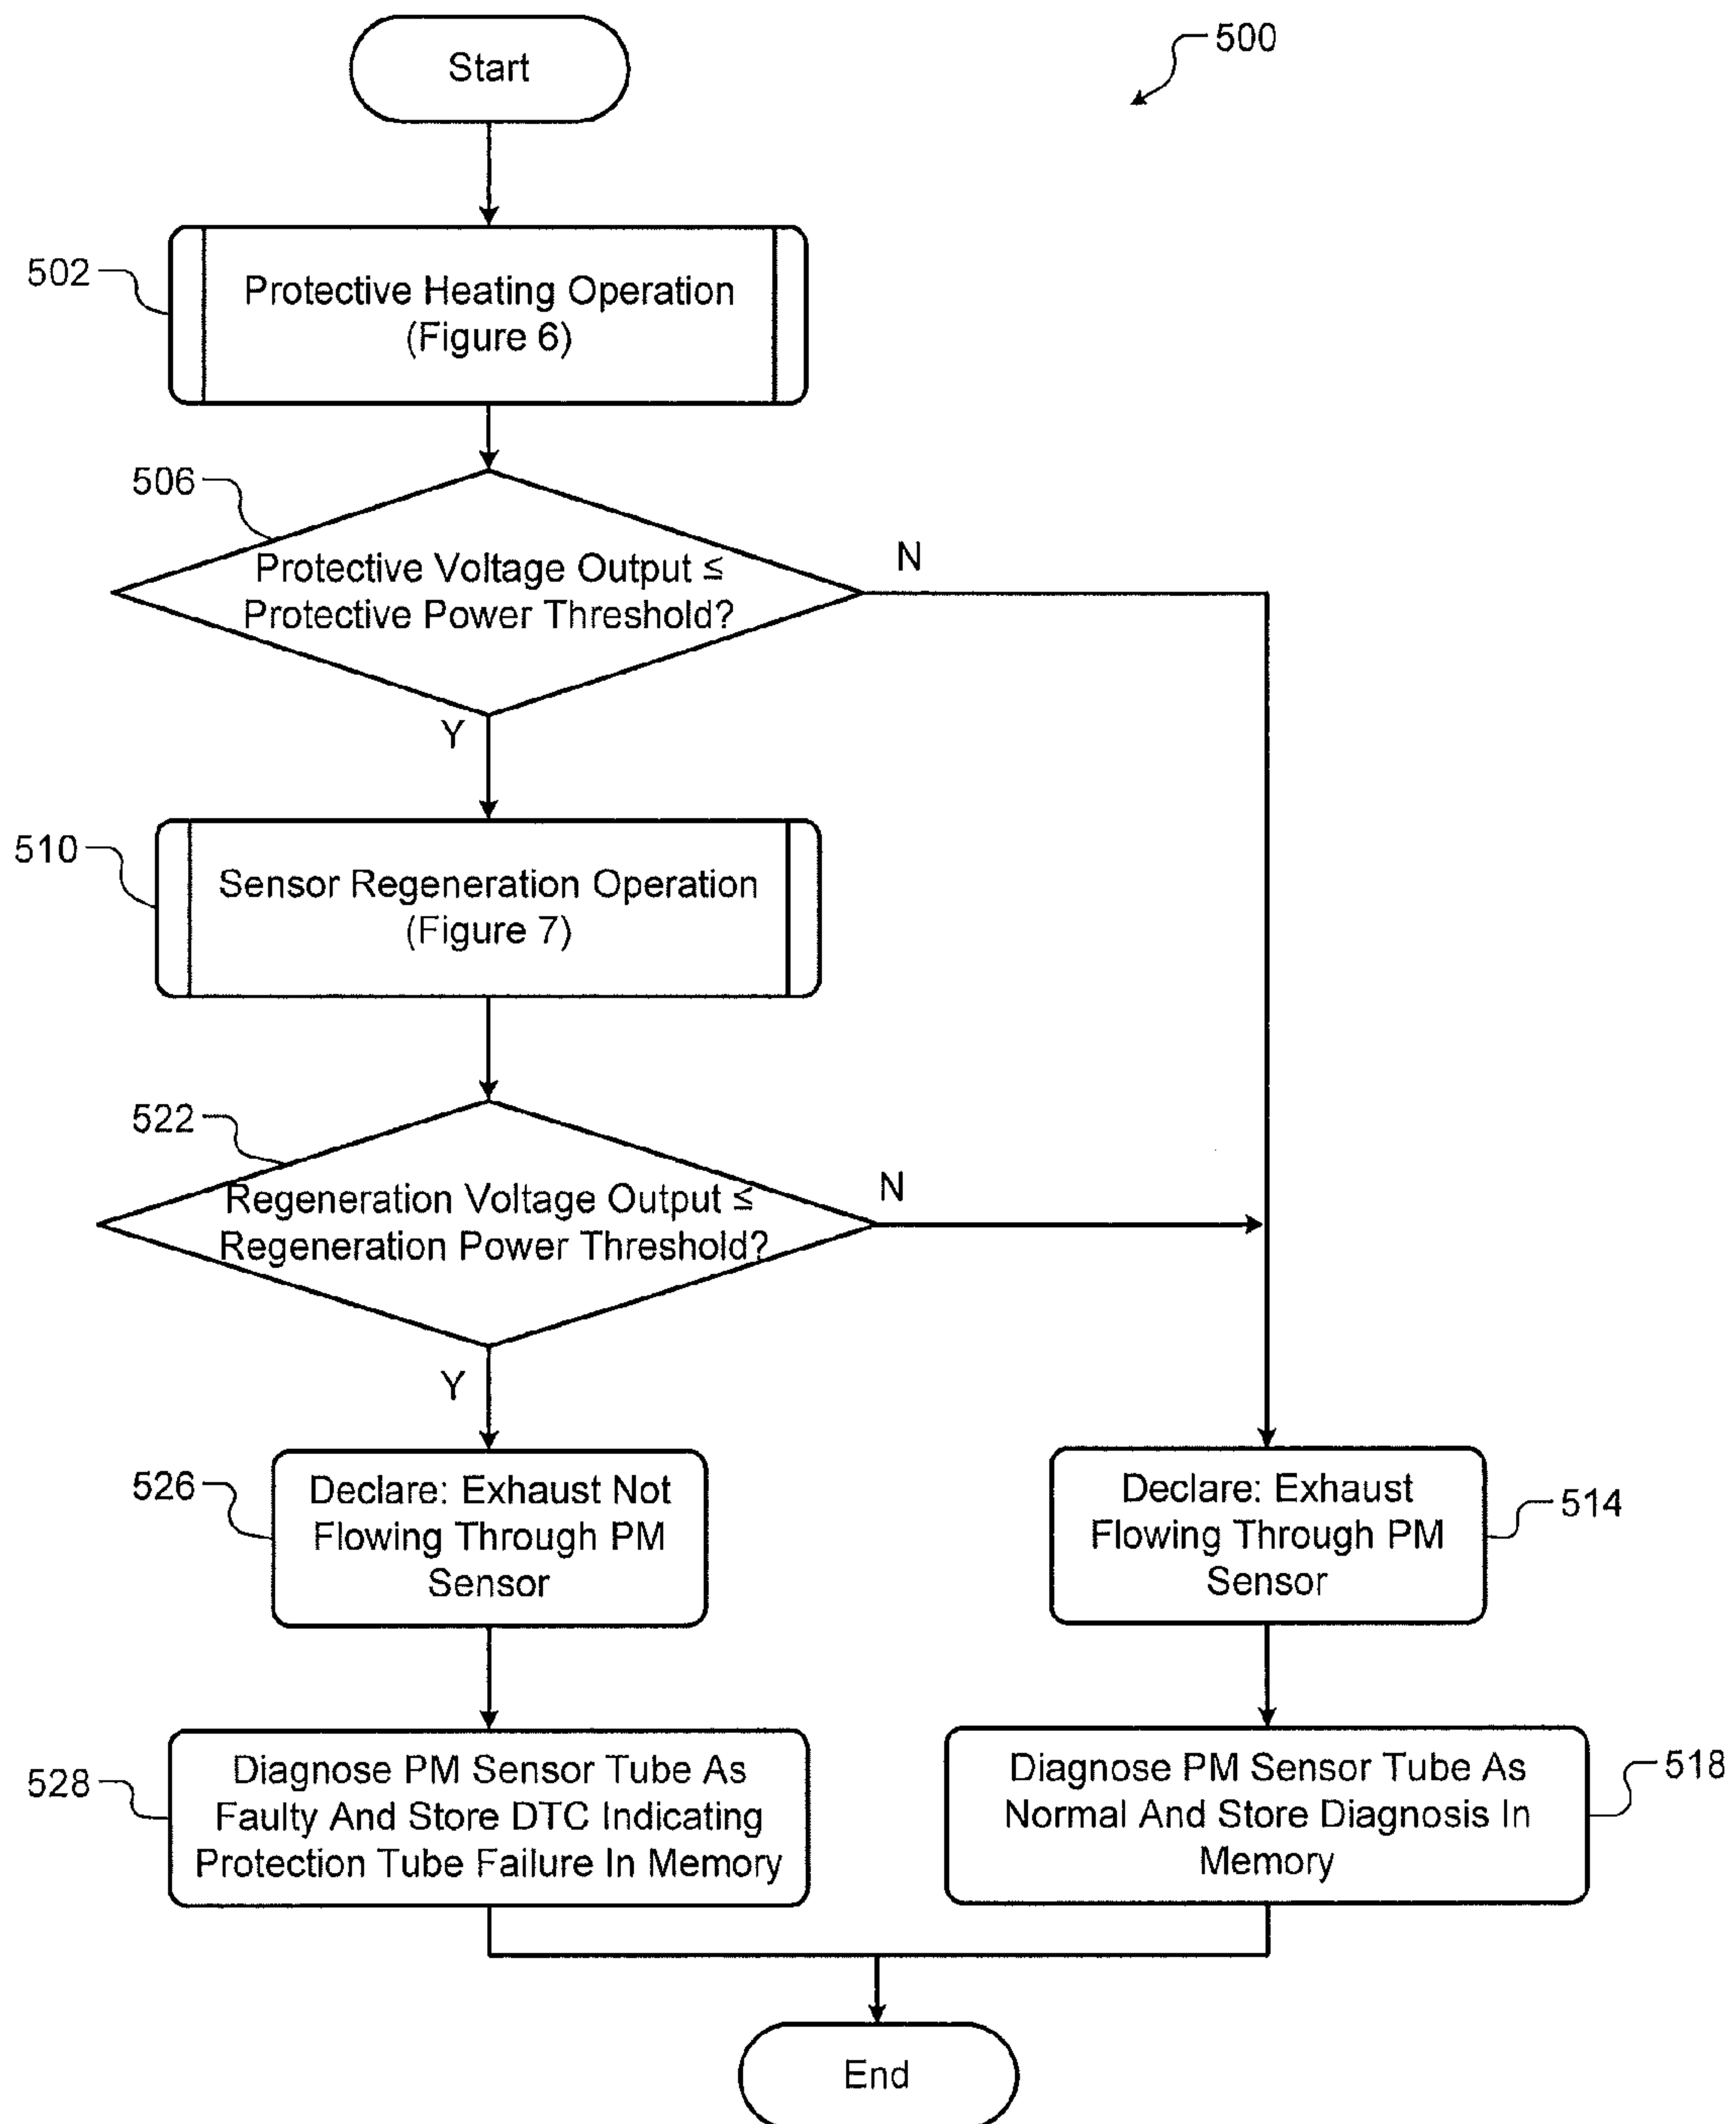 Start
500
502
Protective Heating Operation
(Figure 6)
506
Protective Voltage Output ≤
Protective Power Threshold?
N
Y
510
Sensor Regeneration Operation
(Figure 7)
522
Regeneration Voltage Output ≤
Regeneration Power Threshold?
N
Y
526
Declare: Exhaust Not
Flowing Through PM
Sensor
Declare: Exhaust
Flowing Through PM
Sensor
514
528
Diagnose PM Sensor Tube As
Faulty And Store DTC Indicating
Protection Tube Failure In Memory
Diagnose PM Sensor Tube As
Normal And Store Diagnosis In
Memory
518
End